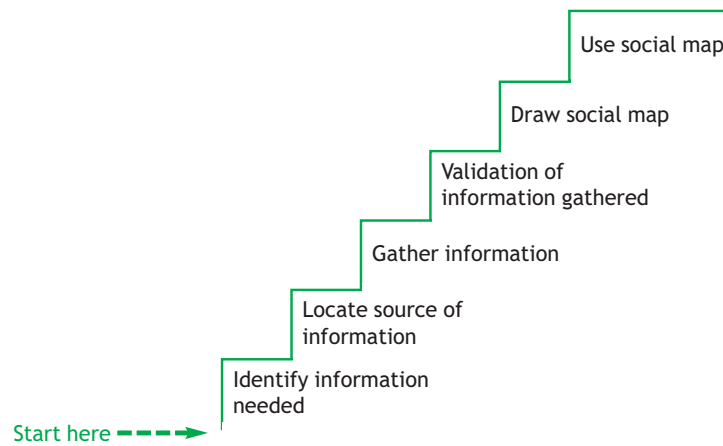 Use social map
Draw social map
Validation of
information gathered
Gather information
Locate source of
information
Identify information
needed
Start here